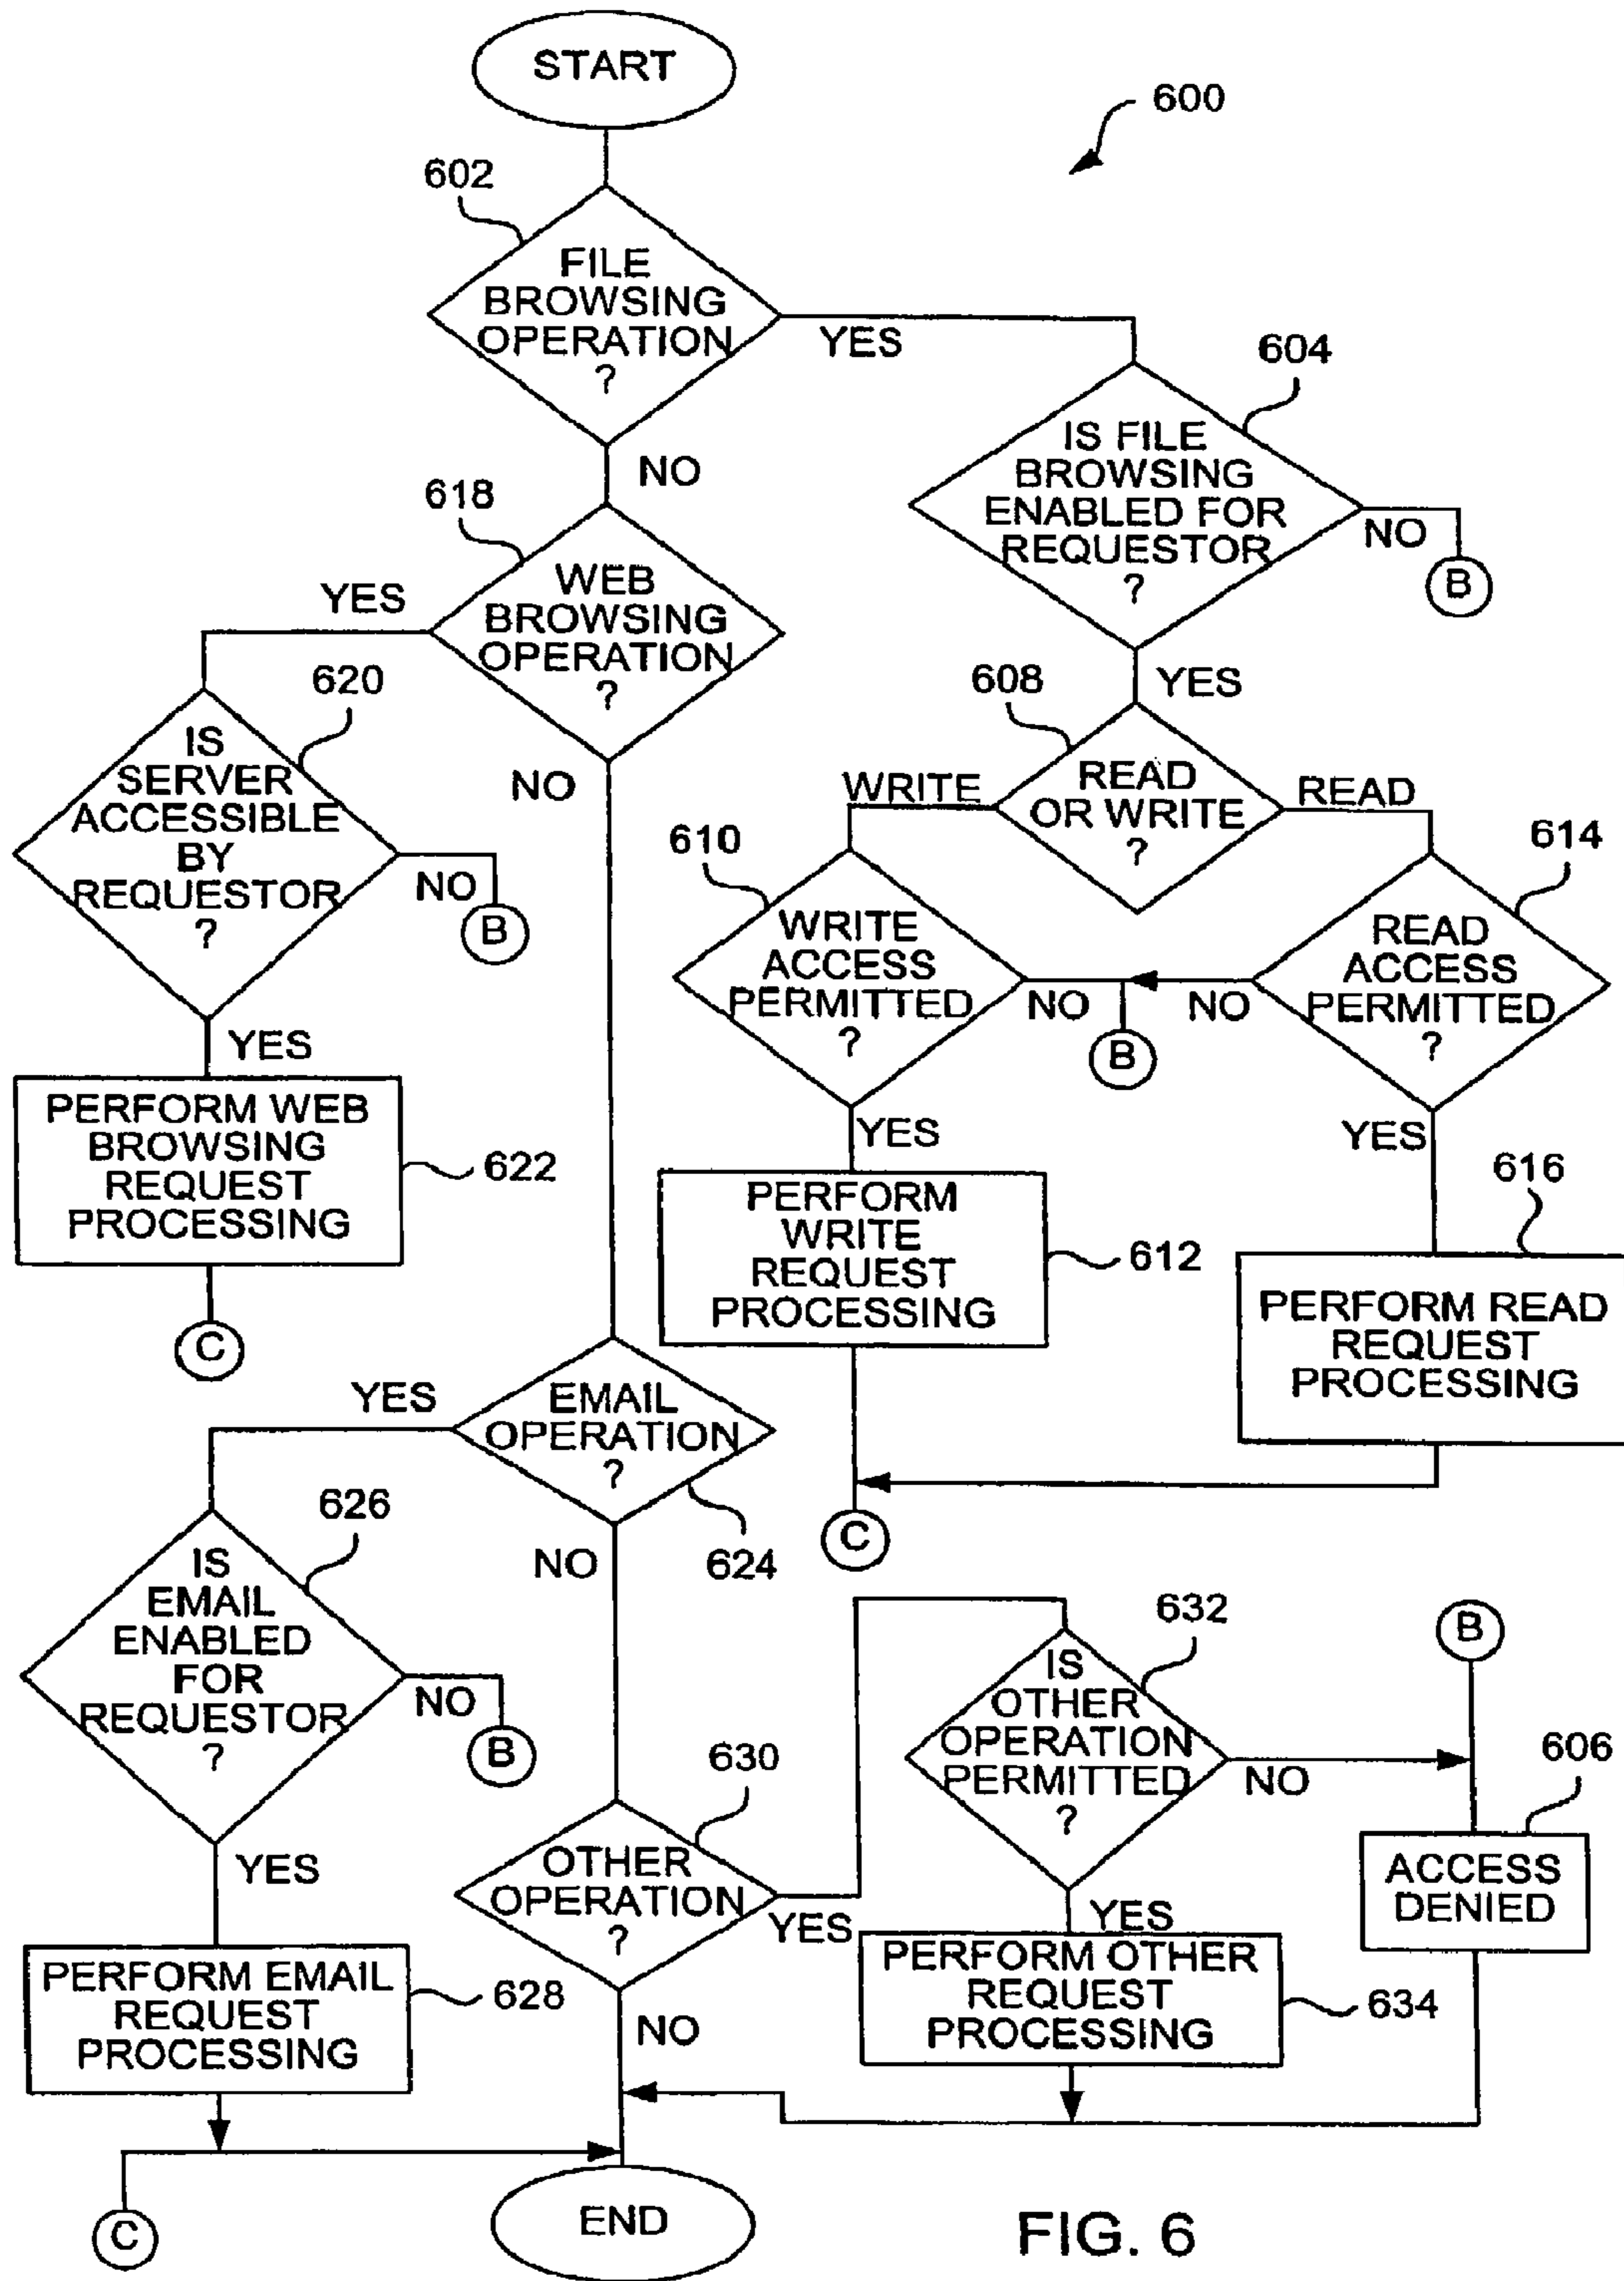 START
600
602
FILE
BROWSING
OPERATION
?
YES
604
IS FILE
BROWSING
ENABLED FOR
REQUESTOR
?
NO
B
NO
618
WEB
BROWSING
OPERATION
?
YES
620
IS
SERVER
ACCESSIBLE
BY
REQUESTOR
?
NO
B
YES
608
READ
OR WRITE
?
WRITE
READ
NO
610
WRITE
ACCESS
PERMITTED
?
NO
B
NO
614
READ
ACCESS
PERMITTED
?
YES
PERFORM WEB
BROWSING
REQUEST
PROCESSING
622
C
YES
PERFORM
WRITE
REQUEST
PROCESSING
612
YES
616
PERFORM READ
REQUEST
PROCESSING
C
YES
EMAIL
OPERATION
?
624
626
IS
EMAIL
ENABLED
FOR
REQUESTOR
?
NO
B
NO
632
IS
OTHER
OPERATION
PERMITTED
?
NO
B
606
ACCESS
DENIED
630
OTHER
OPERATION
?
YES
YES
PERFORM EMAIL
REQUEST
PROCESSING
628
YES
PERFORM OTHER
REQUEST
PROCESSING
634
NO
C
END
FIG. 6